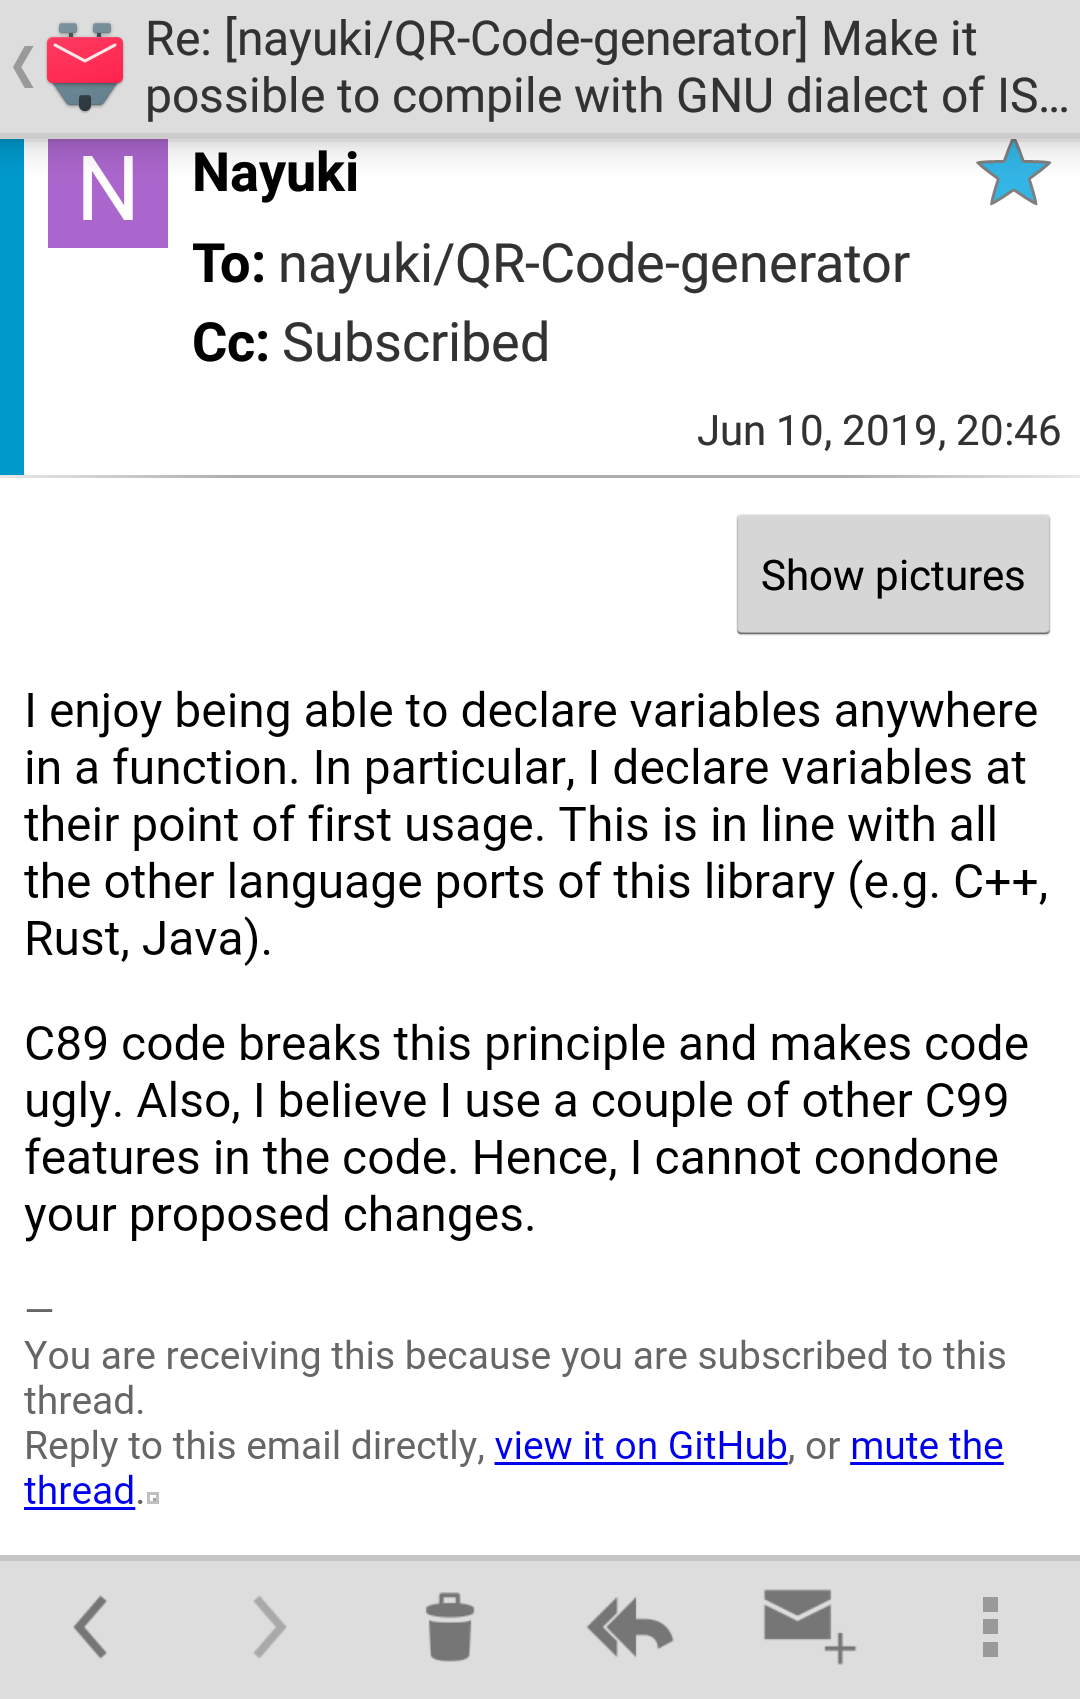 Re: [nayuki/QR-Code-generator] Make it
possible to compile with GNU dialect of IS...
N
Nayuki
To: nayuki/QR-Code-generator
Cc: Subscribed
Jun 10, 2019, 20:46
Show pictures
I enjoy being able to declare variables anywhere
in a function. In particular, I declare variables at
their point of first usage. This is in line with all
the other language ports of this library (e.g. C++,
Rust, Java).
C89 code breaks this principle and makes code
ugly. Also, I believe I use a couple of other C99
features in the code. Hence, I cannot condone
your proposed changes.
—
You are receiving this because you are subscribed to this
thread.
Reply to this email directly, view it on GitHub, or mute the
thread.